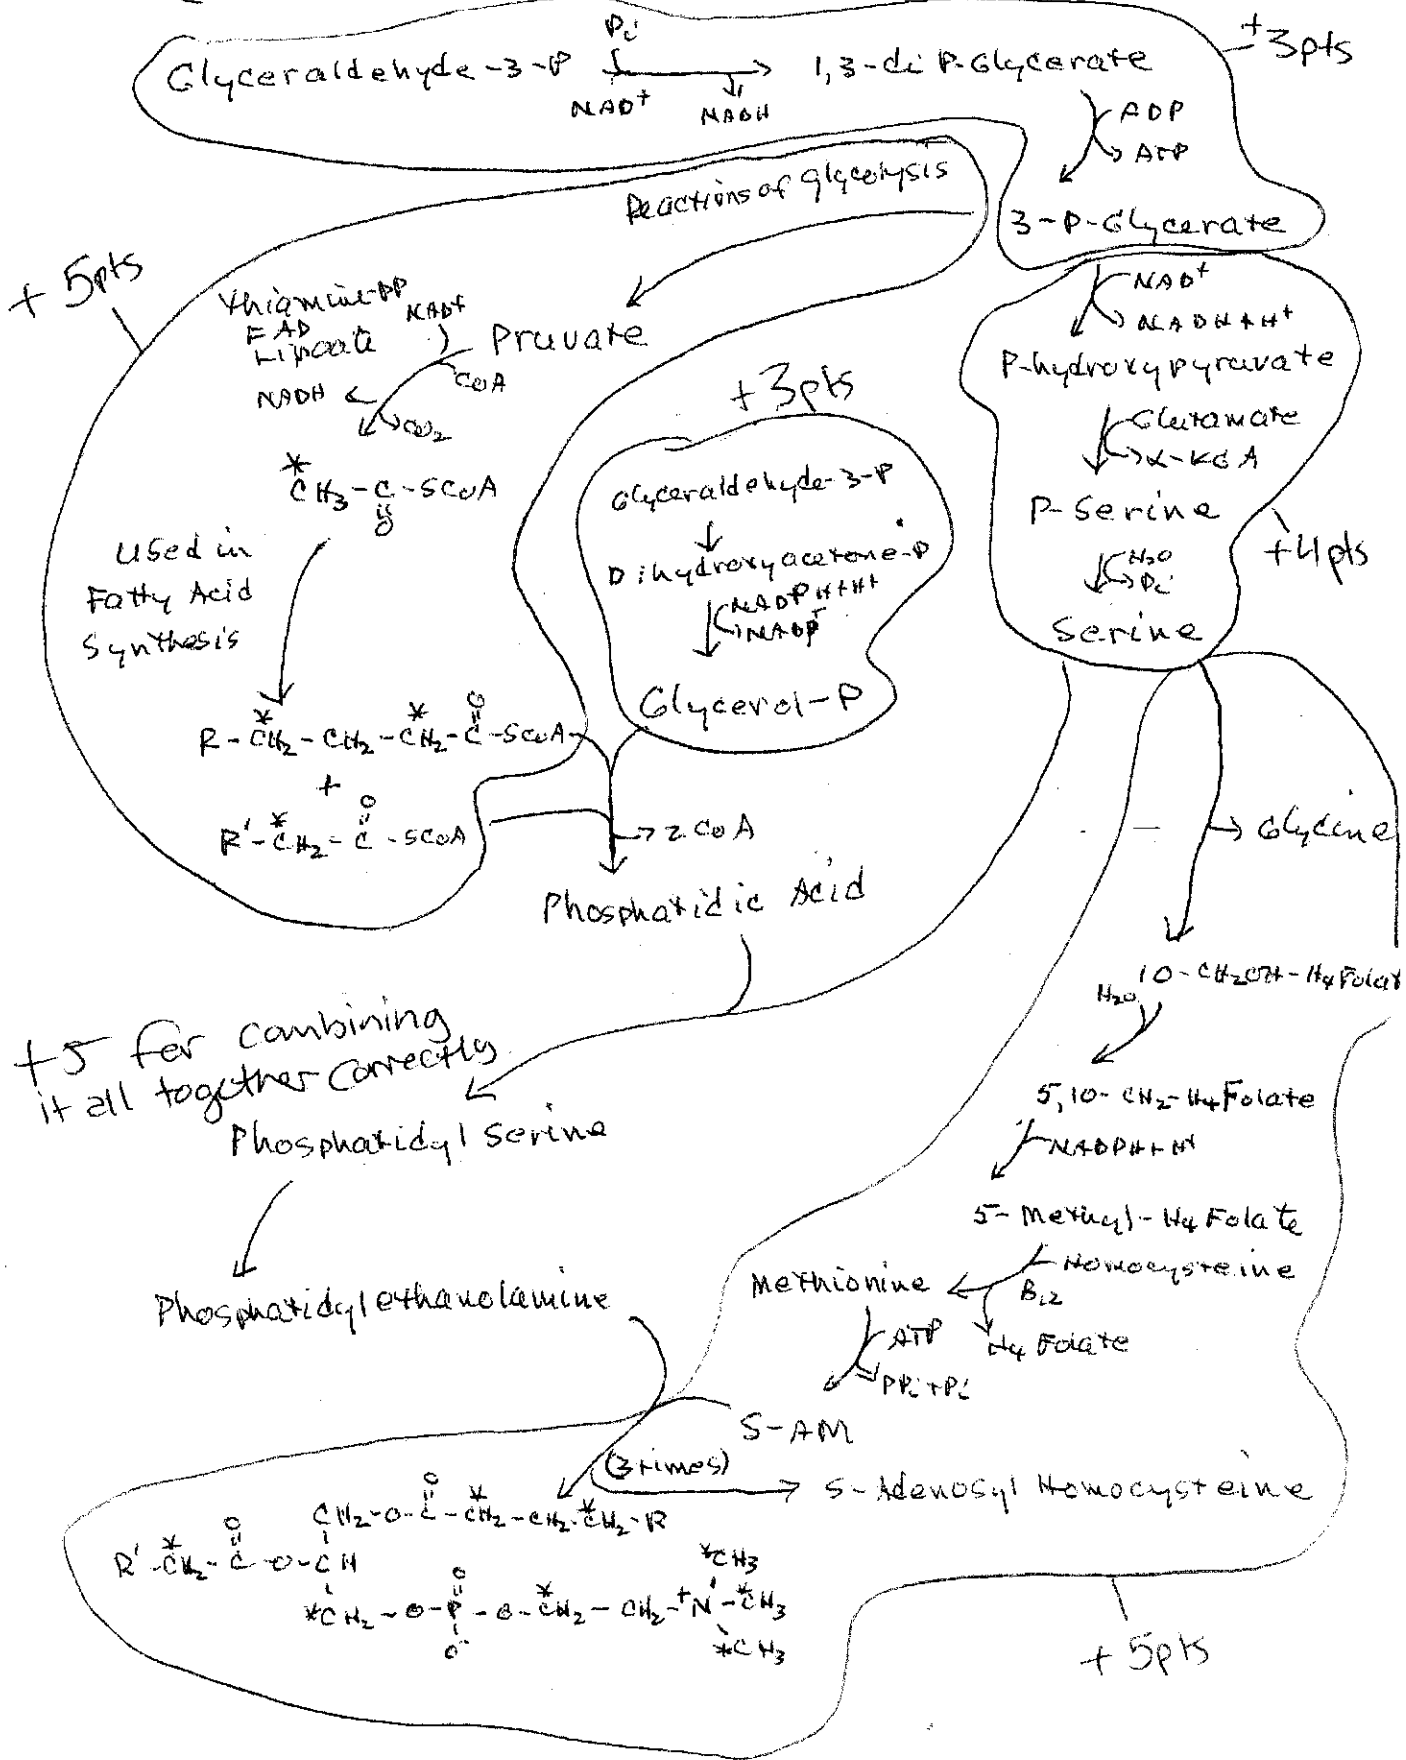 Pi
+3pts
Glyceraldehyde-3-P → 1,3-di P-Glycerate
NAD+ NADH
ADP
ATP
Reactions of glycolysis
3-P-Glycerate
+ 5pts
NAD+
NADH+H+
Thiamine-PP NAD+
FAD
Lipoate
Pruvate
CoA
NADH
CO2
P-hydroxypyruvate
+3pts
Glutamate
α-KGA
*
CH3-C-SCoA
O
Glyceraldehyde-3-P
P-Serine
+4pts
Used in
Fatty Acid
Synthesis
Dihydroxyacetone-P
NADPH+H+
NADP+
H2O
Pi
Serine
Glycerol-P
* * O
R-CH2-CH2-CH2-C-SCoA
+
* O
R'-CH2-C-SCoA
→ 2 CoA
→ Glycine
Phosphatidic Acid
10-CH2OH-H4Folat
H2O
+5 for combining
it all together correctly
5,10-CH2-H4Folate
Phosphatidyl Serine
NADPH+H+
5-Methyl-H4Folate
Homocysteine
Methionine
B12
H4 Folate
Phosphatidylethanolamine
ATP
PPi+Pi
S-AM
(3 times)
→ S-Adenosyl Homocysteine
O * *
CH2-O-C-CH2-CH2-CH2-R
* O
R'-CH2-C-O-CH
*CH3
O *
*CH2-O-P-O-CH2-CH2-+N-*CH3
O-
*CH3
+ 5pts